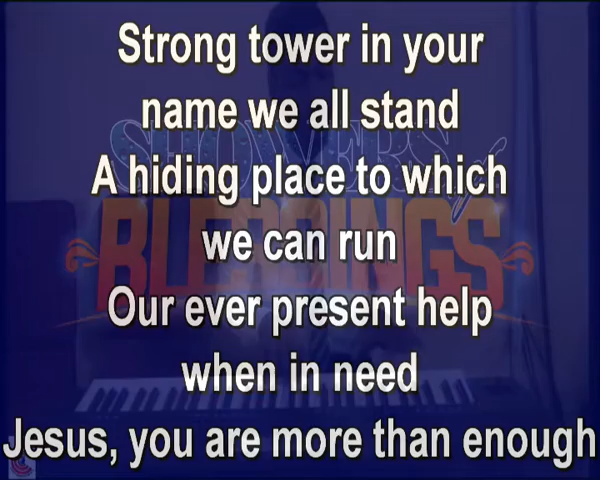 Strong tower in your
name we all stand
SHOWERS of
A hiding place to which
BLESSINGS
we can run
Our ever present help
when in need
Jesus, you are more than enough